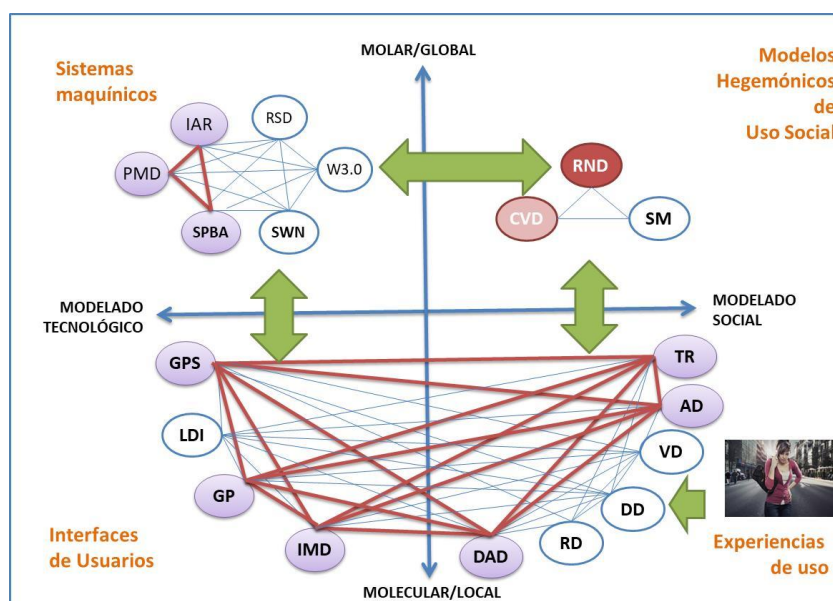 MOLAR/GLOBAL
Sistemas
maquínicos
Modelos
Hegemónicos
de
Uso Social
IAR
RSD
PMD
W3.0
SPBA
SWN
RND
CVD
SM
MODELADO
TECNOLÓGICO
MODELADO
SOCIAL
GPS
TR
AD
LDI
VD
GP
DD
IMD
DAD
RD
Interfaces
de Usuarios
Experiencias
de uso
MOLECULAR/LOCAL